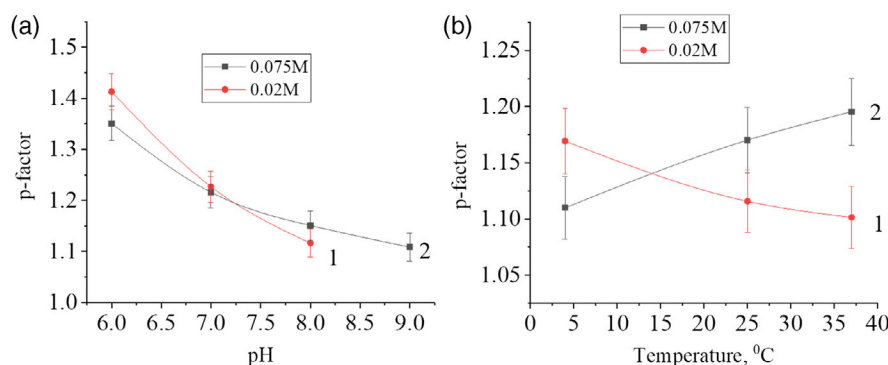 (a)
0.075M
0.02M
p-factor
1.5
1.4
1.3
1.2
1.1
1.0
1
2
6.0 6.5 7.0 7.5 8.0 8.5 9.0
pH
(b)
0.075M
0.02M
p-factor
1.25
1.20
1.15
1.10
1.05
2
1
0 5 10 15 20 25 30 35 40
Temperature, ⁰C